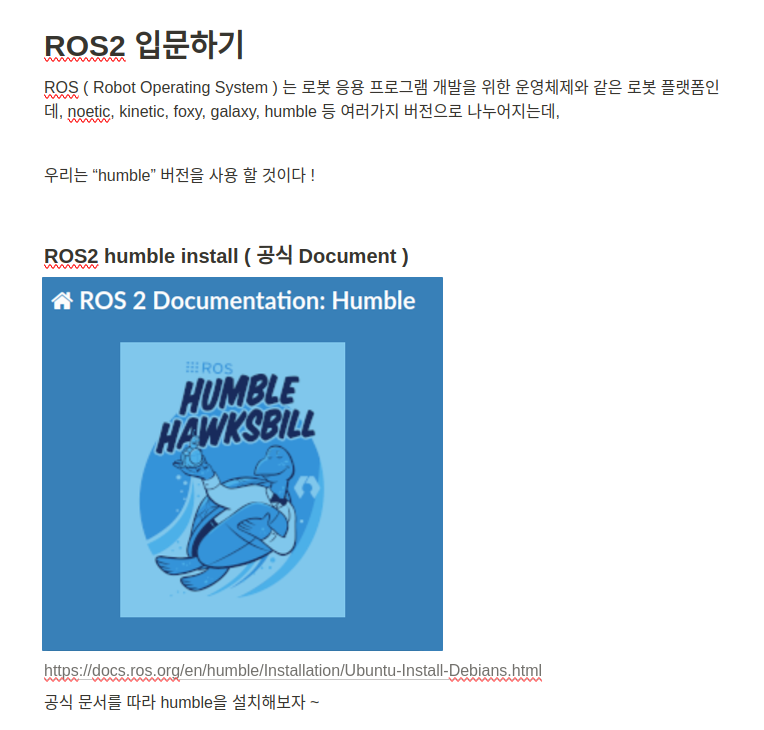 ROS2 입문하기
ROS ( Robot Operating System ) 는 로봇 응용 프로그램 개발을 위한 운영체제와 같은 로봇 플랫폼인
데, noetic, kinetic, foxy, galaxy, humble 등 여러가지 버전으로 나누어지는데,
우리는 “humble” 버전을 사용 할 것이다 !
ROS2 humble install ( 공식 Document )
ROS 2 Documentation: Humble
ROS
HUMBLE
HAWKSBILL
https://docs.ros.org/en/humble/Installation/Ubuntu-Install-Debians.html
공식 문서를 따라 humble을 설치해보자 ~